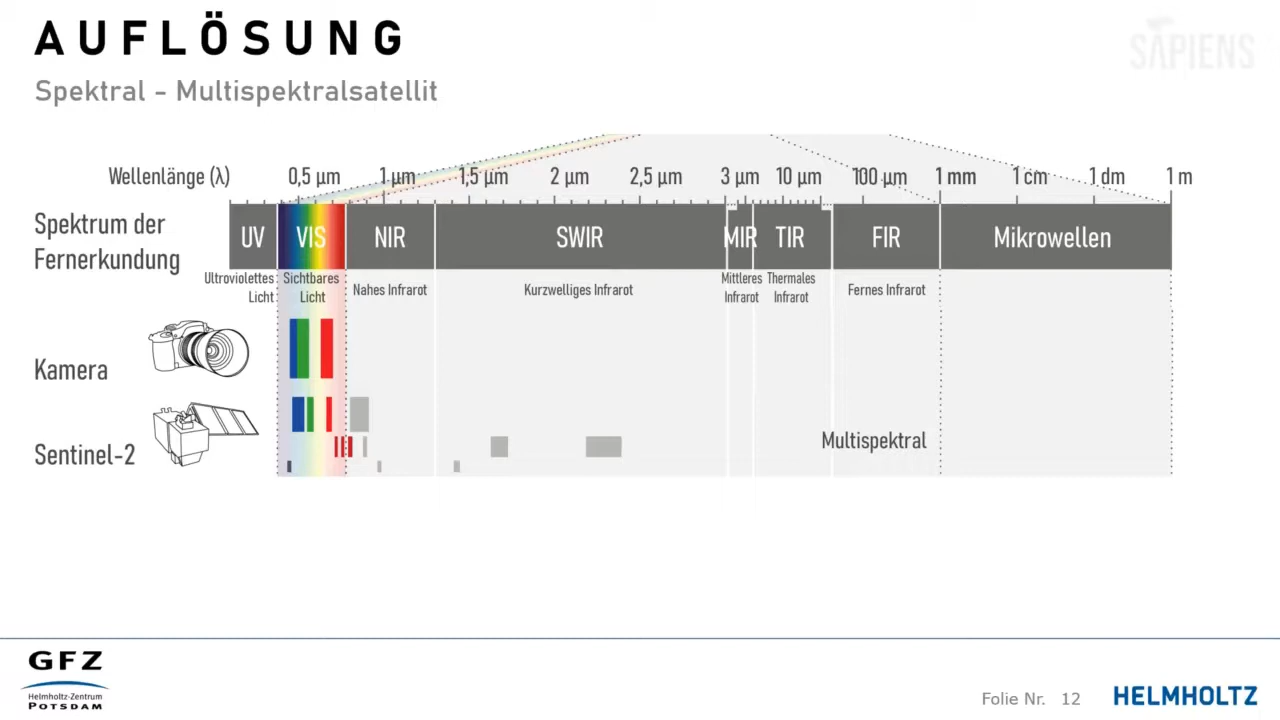 AUFLÖSUNG
SAPIENS
Spektral - Multispektralsatellit
Wellenlänge (λ) 0,5 µm 1 µm 1,5 µm 2 µm 2,5 µm 3 µm 10 µm 100 µm 1 mm 1 cm 1 dm 1 m
Spektrum der
Fernerkundung
UV VIS NIR SWIR MIR TIR FIR Mikrowellen
Ultroviolettes
Licht
Sichtbares
Licht
Nahes Infrarot
Kurzwelliges Infrarot
Mittleres
Infrarot
Thermales
Infrarot
Fernes Infrarot
Kamera
Sentinel-2
Multispektral
GFZ
Helmholtz-Zentrum
POTSDAM
Folie Nr. 12
HELMHOLTZ